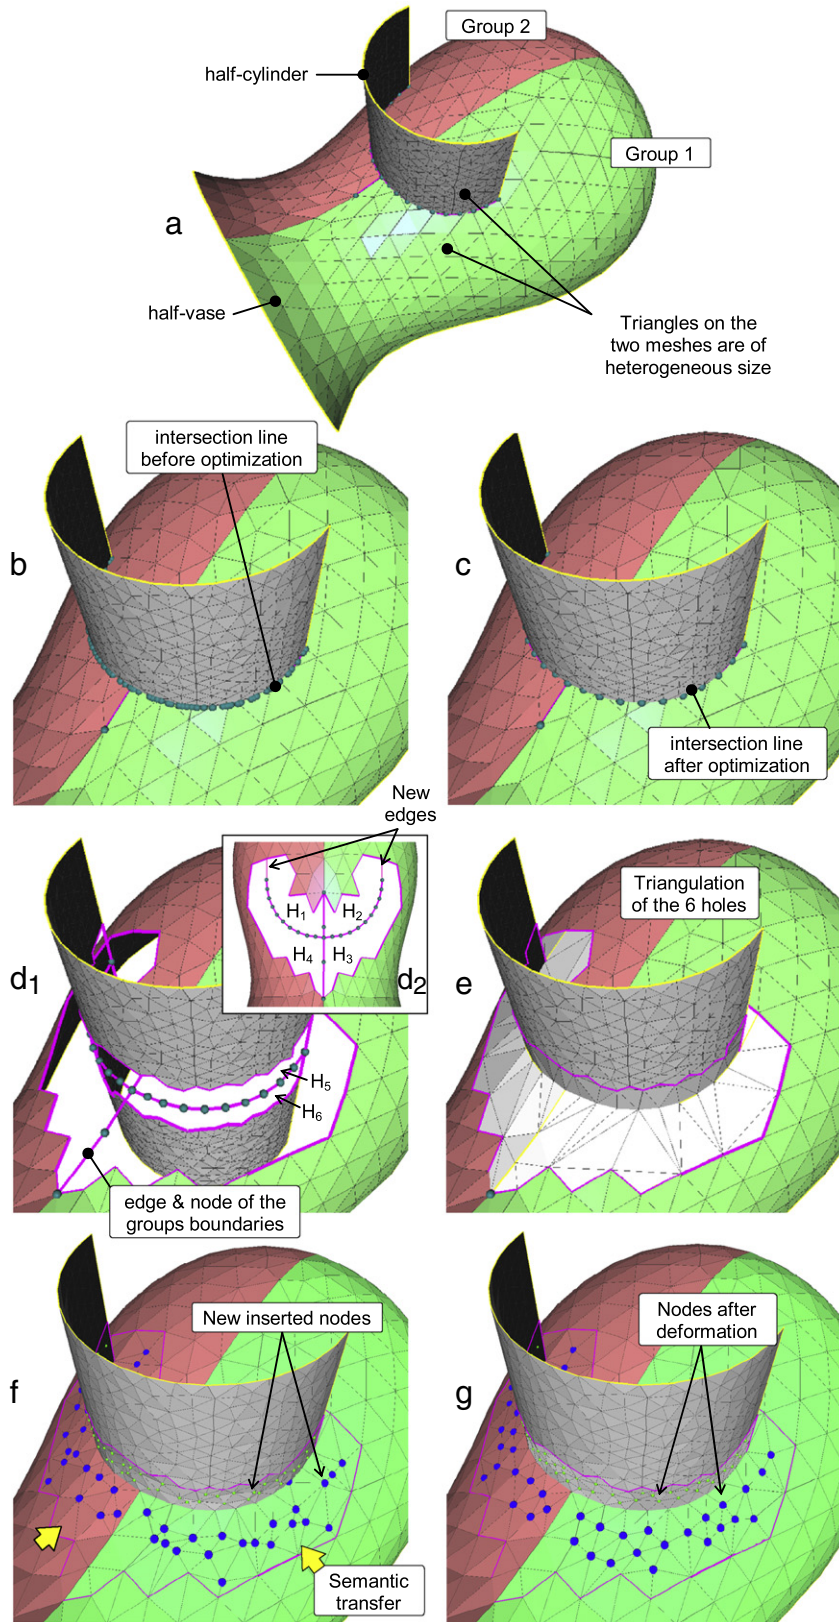 Group 2
half-cylinder
Group 1
a
half-vase
Triangles on the
two meshes are of
heterogeneous size
intersection line
before optimization
b
c
intersection line
after optimization
New
edges
H1
H2
H4
H3
d1
d2
H5
H6
edge & node of the
groups boundaries
Triangulation
of the 6 holes
e
New inserted nodes
f
Semantic
transfer
Nodes after
deformation
g